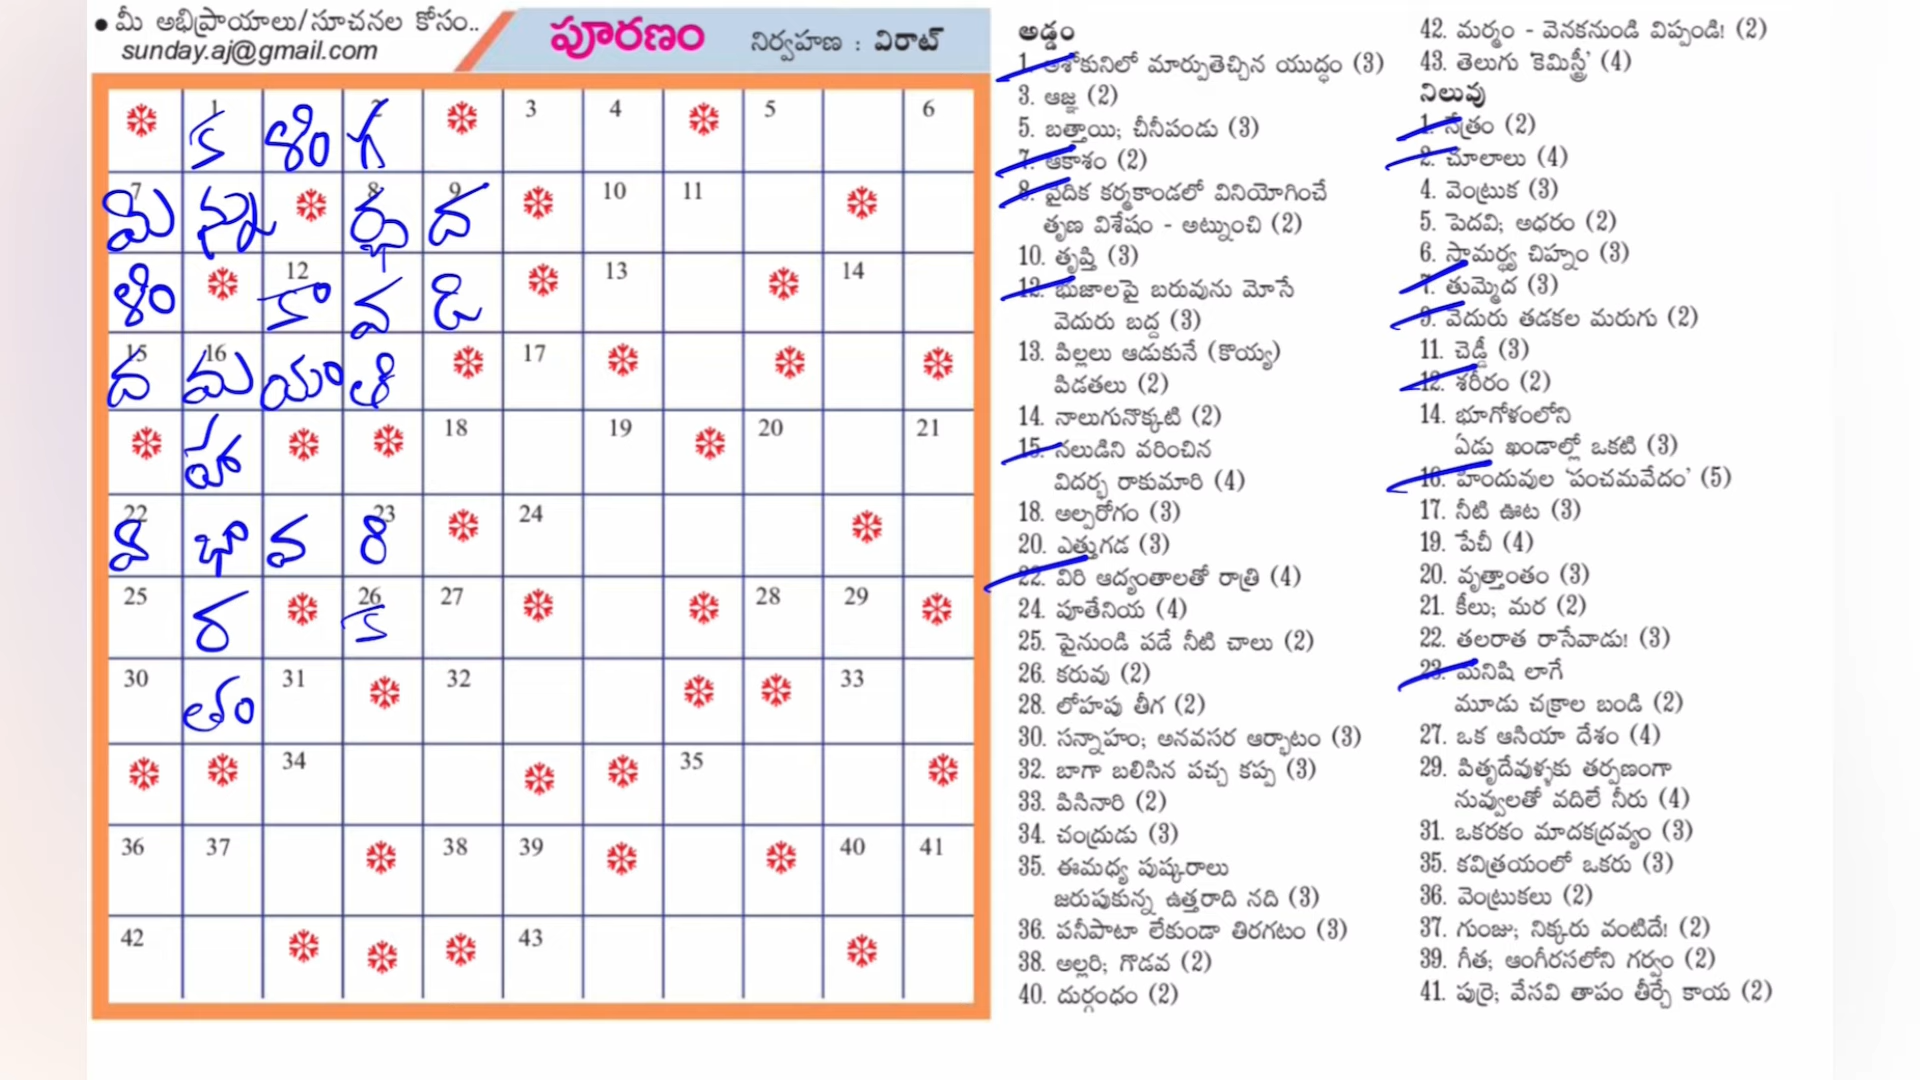 • మీ అభిప్రాయాలు/సూచనల కోసం..
sunday.aj@gmail.com
పూరణం
నిర్వహణ : విరాట్
1 2 3 4 5 6
క ళిం గ
7 8 9 10 11
మి న్ను ర్భ ద
12 13 14
ళిం కా వ డి
15 16 17
ద మ యం తి
18 19 20 21
హా
22 23 24
వి భా వ రి
25 26 27 28 29
ర క
30 31 32 33
తం
34 35
36 37 38 39 40 41
42 43
అడ్డం
1. అశోకునిలో మార్పుతెచ్చిన యుద్ధం (3)
3. ఆజ్ఞ (2)
5. బత్తాయి; చీనీపండు (3)
7. ఆకాశం (2)
8. వైదిక కర్మకాండలో వినియోగించే
తృణ విశేషం - అట్నుంచి (2)
10. తృప్తి (3)
12. భుజాలపై బరువును మోసే
వెదురు బద్ద (3)
13. పిల్లలు ఆడుకునే (కొయ్య)
పిడతలు (2)
14. నాలుగునొక్కటి (2)
15. నలుడిని వరించిన
విదర్భ రాకుమారి (4)
18. అల్పరోగం (3)
20. ఎత్తుగడ (3)
22. విరి ఆద్యంతాలతో రాత్రి (4)
24. పూతేనియ (4)
25. పైనుండి పడే నీటి చాలు (2)
26. కరువు (2)
28. లోహపు తీగ (2)
30. సన్నాహం; అనవసర ఆర్భాటం (3)
32. బాగా బలిసిన పచ్చ కప్ప (3)
33. పిసినారి (2)
34. చంద్రుడు (3)
35. ఈమధ్య పుష్కరాలు
జరుపుకున్న ఉత్తరాది నది (3)
36. పనీపాటా లేకుండా తిరగటం (3)
38. అల్లరి; గొడవ (2)
40. దుర్గంధం (2)
42. మర్మం - వెనకనుండి విప్పండి! (2)
43. తెలుగు 'కెమిస్ట్రీ' (4)
నిలువు
1. నేత్రం (2)
2. చూలాలు (4)
4. వెంట్రుక (3)
5. పెదవి; అధరం (2)
6. సామర్థ్య చిహ్నం (3)
7. తుమ్మెద (3)
9. వెదురు తడకల మరుగు (2)
11. చెడ్డీ (3)
12. శరీరం (2)
14. భూగోళంలోని
ఏడు ఖండాల్లో ఒకటి (3)
16. హిందువుల 'పంచమవేదం' (5)
17. నీటి ఊట (3)
19. పేచీ (4)
20. వృత్తాంతం (3)
21. కీలు; మర (2)
22. తలరాత రాసేవాడు! (3)
23. మనిషి లాగే
మూడు చక్రాల బండి (2)
27. ఒక ఆసియా దేశం (4)
29. పితృదేవుళ్ళకు తర్పణంగా
నువ్వులతో వదిలే నీరు (4)
31. ఒకరకం మాదకద్రవ్యం (3)
35. కవిత్రయంలో ఒకరు (3)
36. వెంట్రుకలు (2)
37. గుంజు; నిక్కరు వంటిదే! (2)
39. గీత; ఆంగీరసలోని గర్వం (2)
41. పుర్రె; వేసవి తాపం తీర్చే కాయ (2)